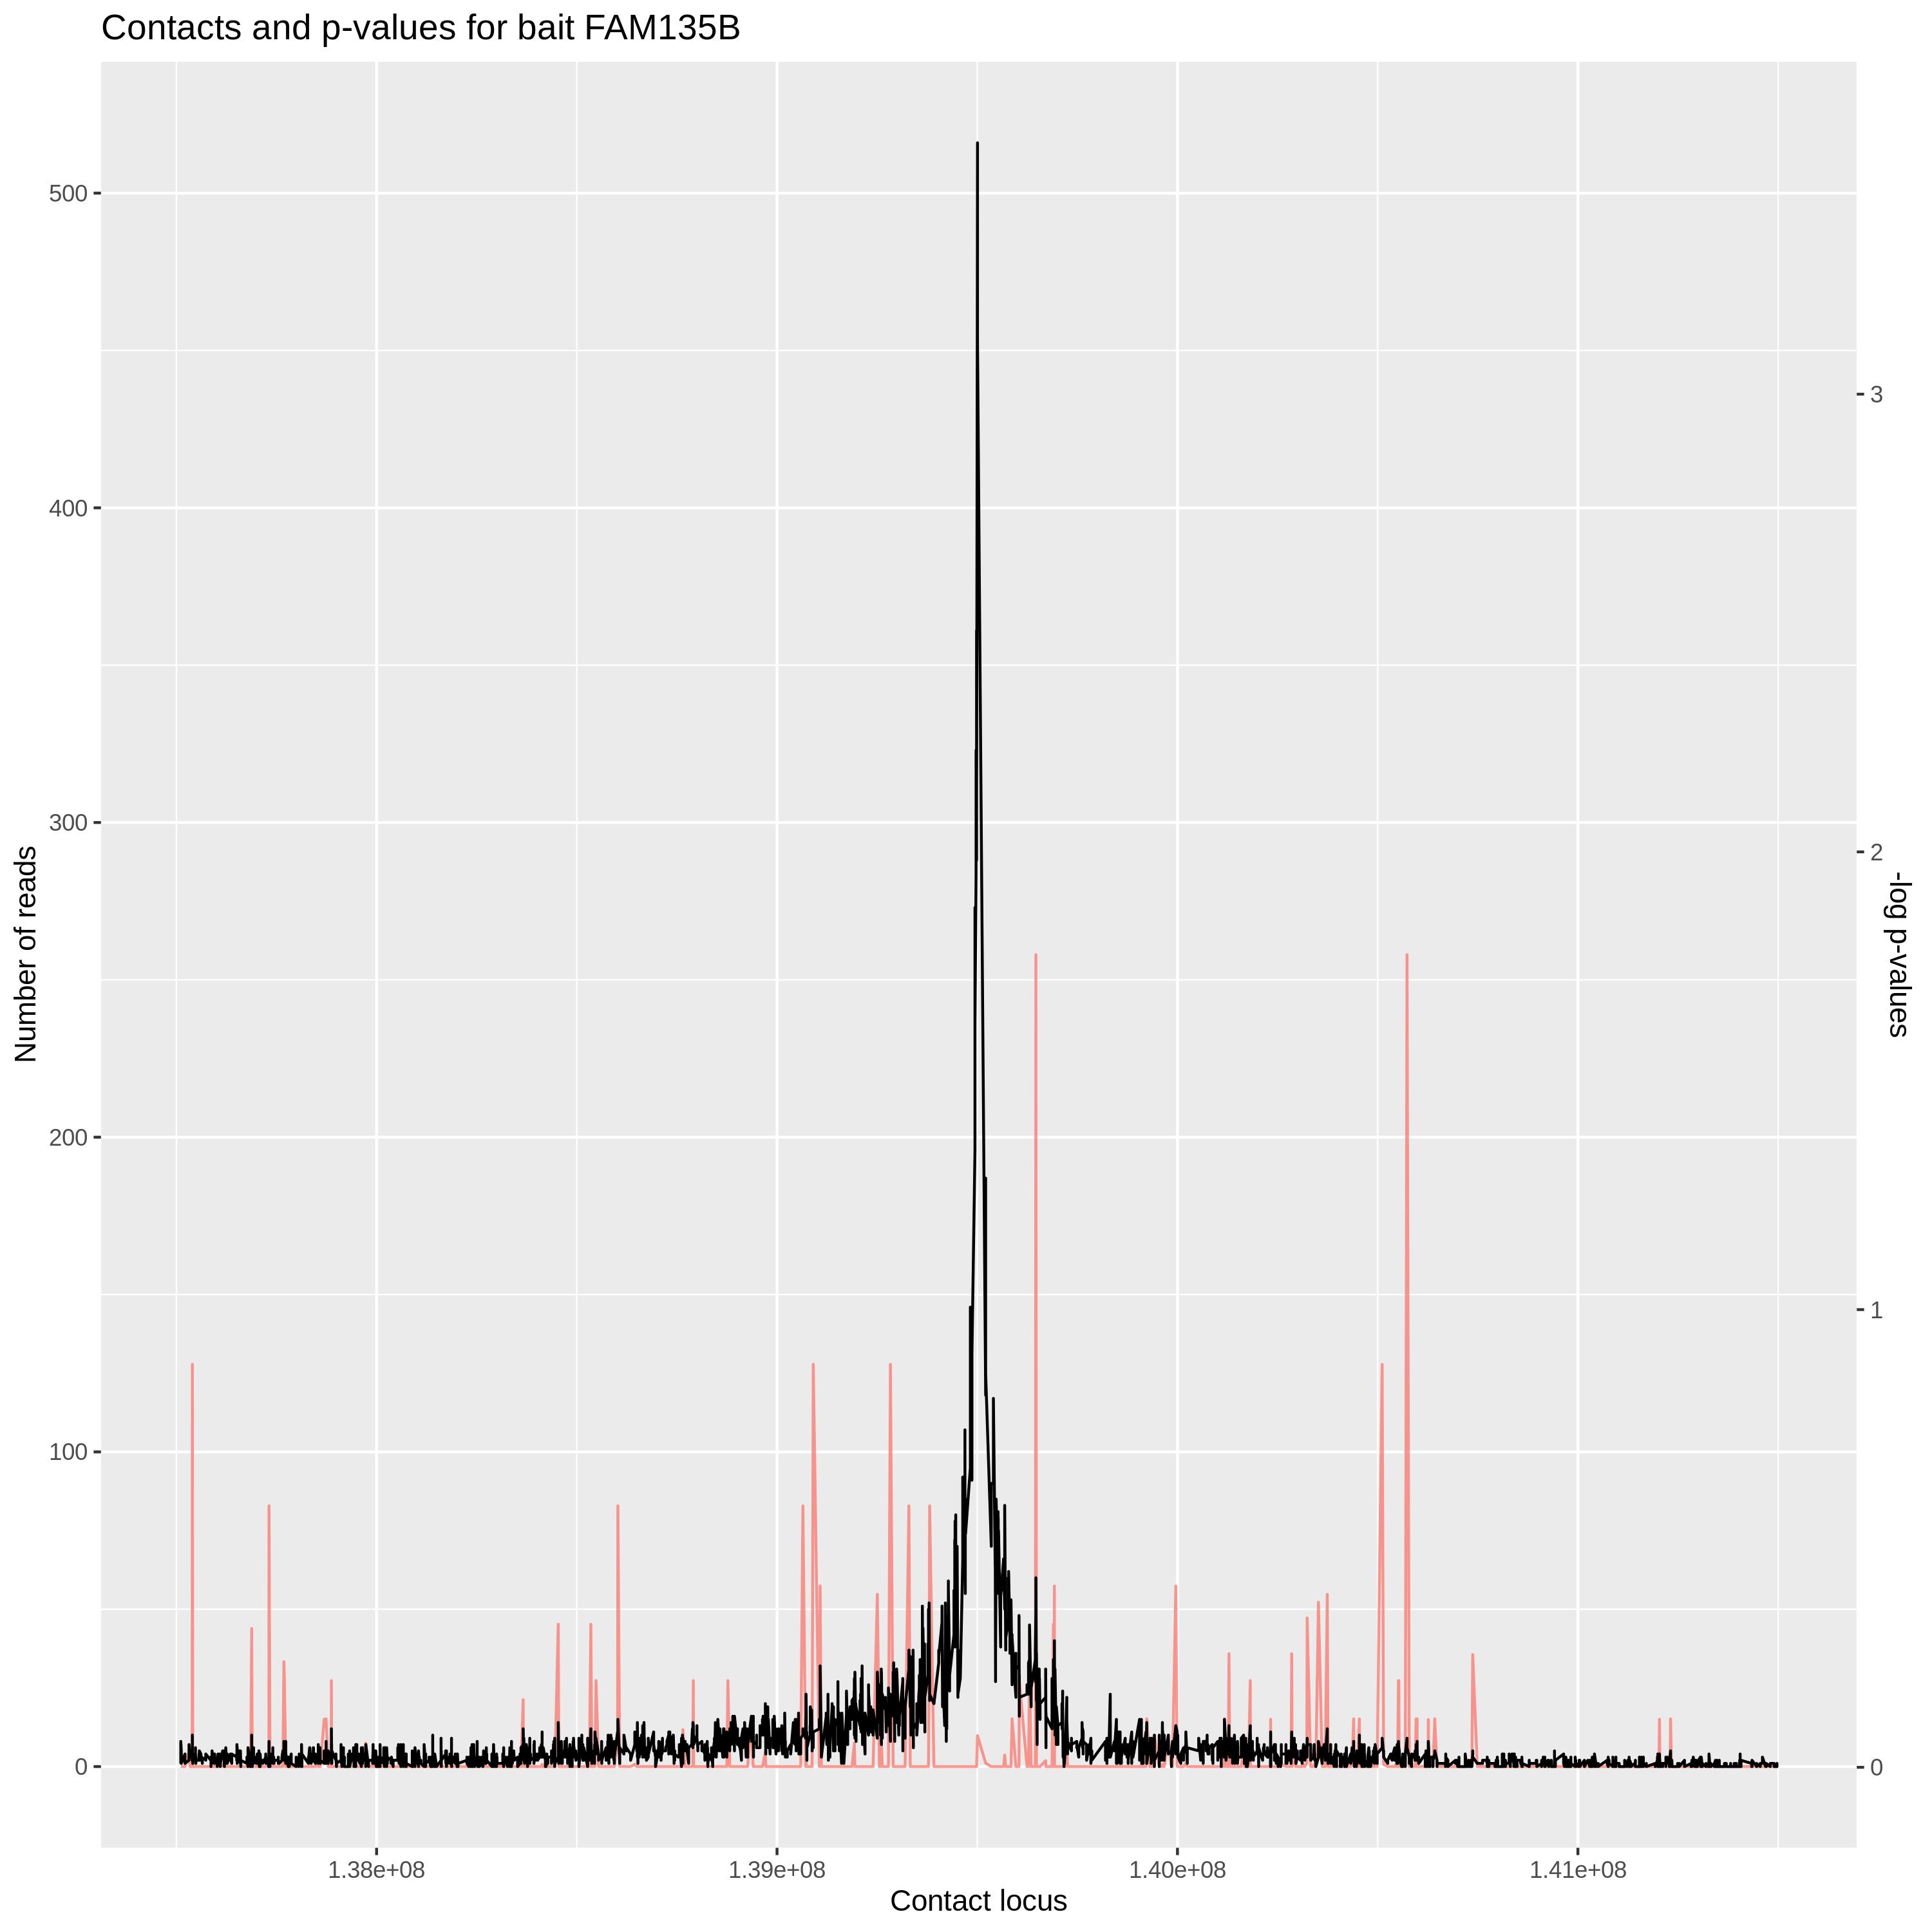 Contacts and p-values for bait FAM135B
500
400
300
200
100
0
Number of reads
3
2
1
0
-log p-values
1.38e+08
1.39e+08
1.40e+08
1.41e+08
Contact locus